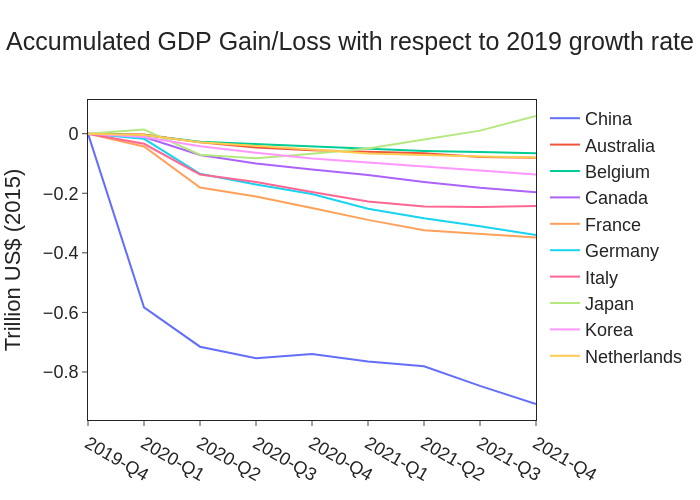 Accumulated GDP Gain/Loss with respect to 2019 growth rate
Trillion US$ (2015)
0
−0.2
−0.4
−0.6
−0.8
2019-Q4
2020-Q1
2020-Q2
2020-Q3
2020-Q4
2021-Q1
2021-Q2
2021-Q3
2021-Q4
China
Australia
Belgium
Canada
France
Germany
Italy
Japan
Korea
Netherlands